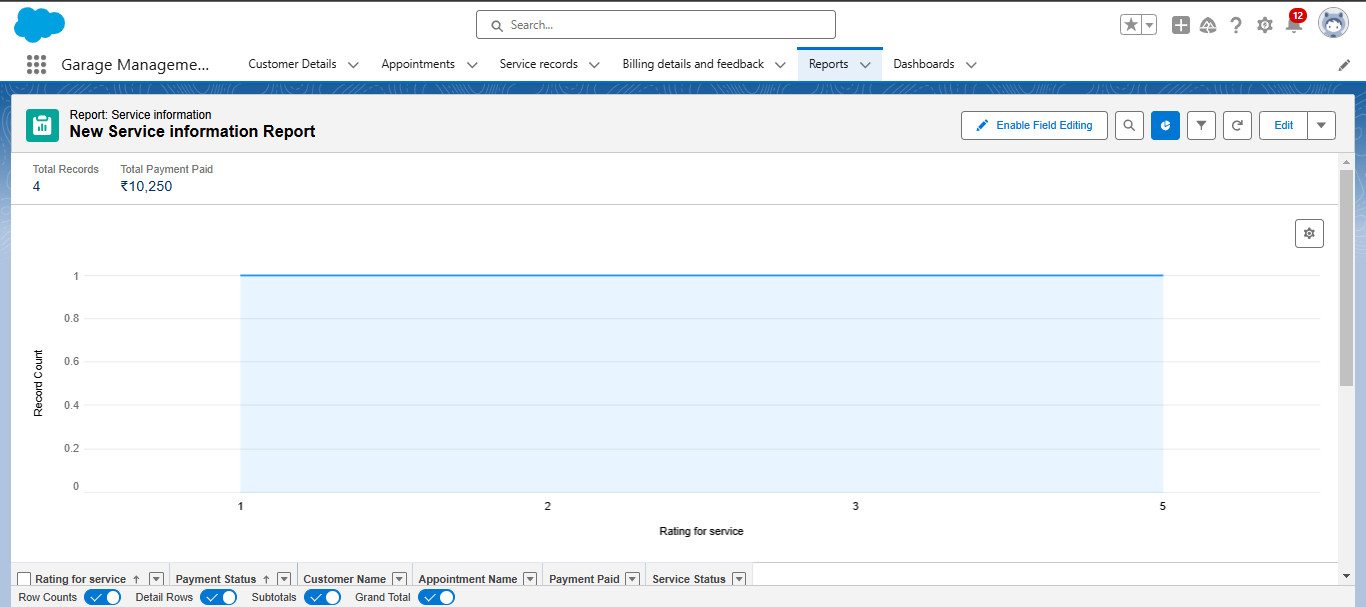 Search...
12
Garage Manageme...
Customer Details
Appointments
Service records
Billing details and feedback
Reports
Dashboards
Report: Service information
New Service information Report
Enable Field Editing
Edit
Total Records
Total Payment Paid
4
₹10,250
1
0.8
0.6
0.4
0.2
0
Record Count
1 2 3 5
Rating for service
Rating for service ↑ Payment Status ↑ Customer Name Appointment Name Payment Paid Service Status
Row Counts Detail Rows Subtotals Grand Total